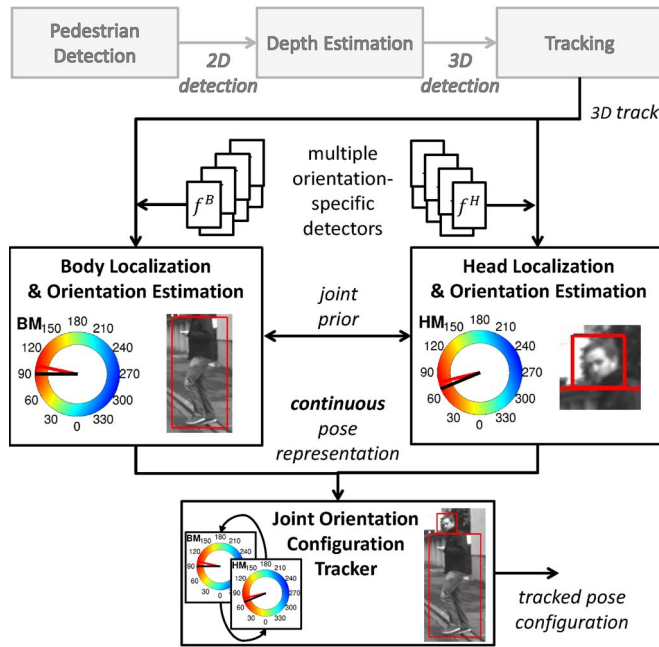 Pedestrian
Detection
2D
detection
Depth Estimation
3D
detection
Tracking
3D track
multiple
orientation-
specific
detectors
f^B
f^H
Body Localization
& Orientation Estimation
BM
180
150
210
120
240
90
270
60
300
30
330
0
joint
prior
Head Localization
& Orientation Estimation
HM
180
150
210
120
240
90
270
60
300
30
330
0
continuous
pose
representation
Joint Orientation
Configuration
Tracker
BM
180
150
210
120
240
90
60
30
HM
180
150
210
120
240
90
270
60
300
30
330
0
tracked pose
configuration